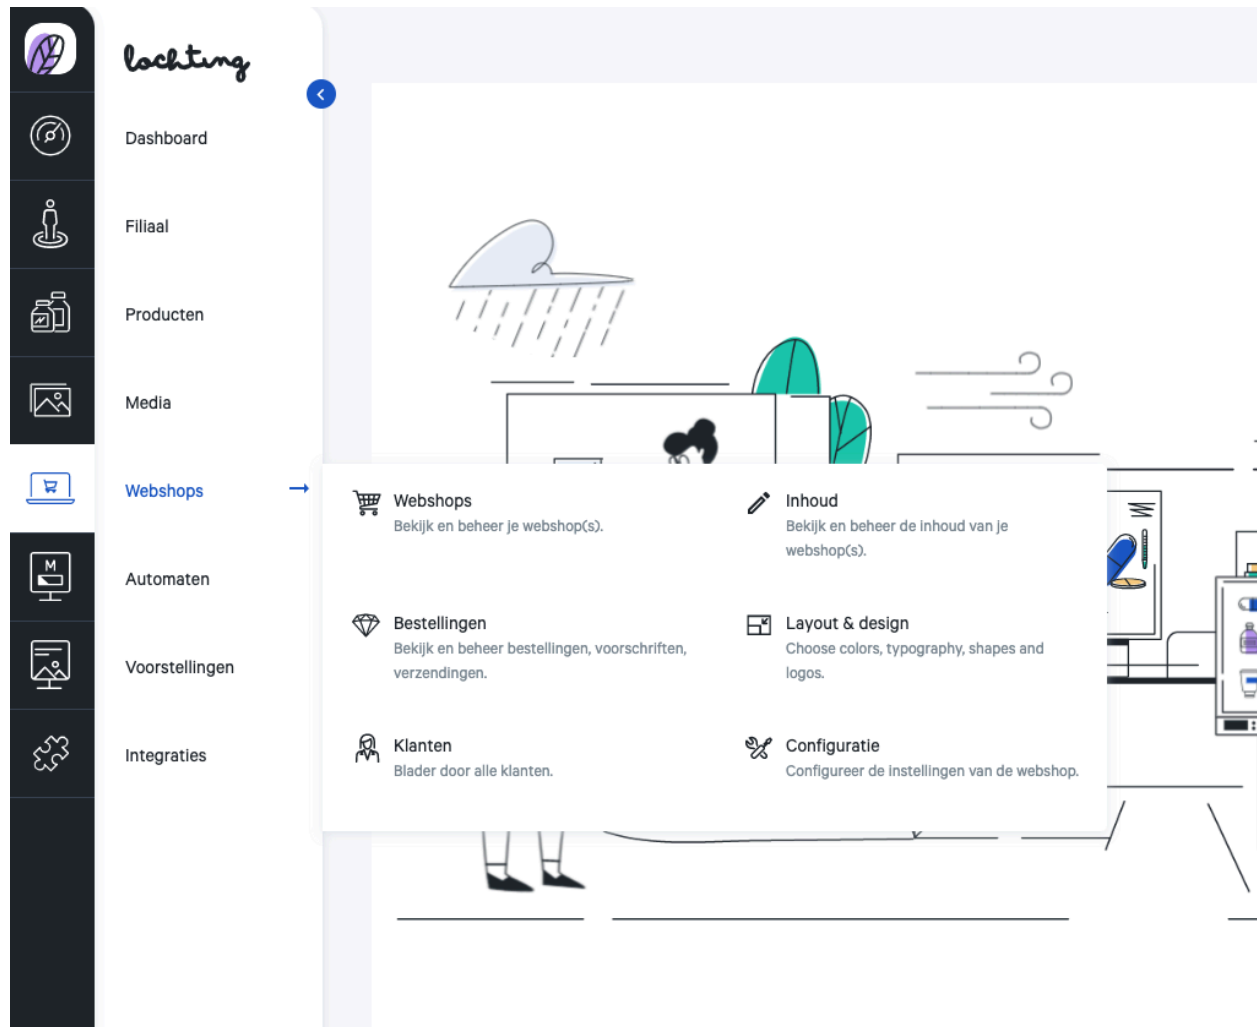 lochting
Dashboard
Filiaal
Producten
Media
Webshops
M
Automaten
Voorstellingen
Integraties
Webshops
Bekijk en beheer je webshop(s).
Inhoud
Bekijk en beheer de inhoud van je
webshop(s).
Bestellingen
Bekijk en beheer bestellingen, voorschriften,
verzendingen.
Layout & design
Choose colors, typography, shapes and
logos.
Klanten
Blader door alle klanten.
Configuratie
Configureer de instellingen van de webshop.